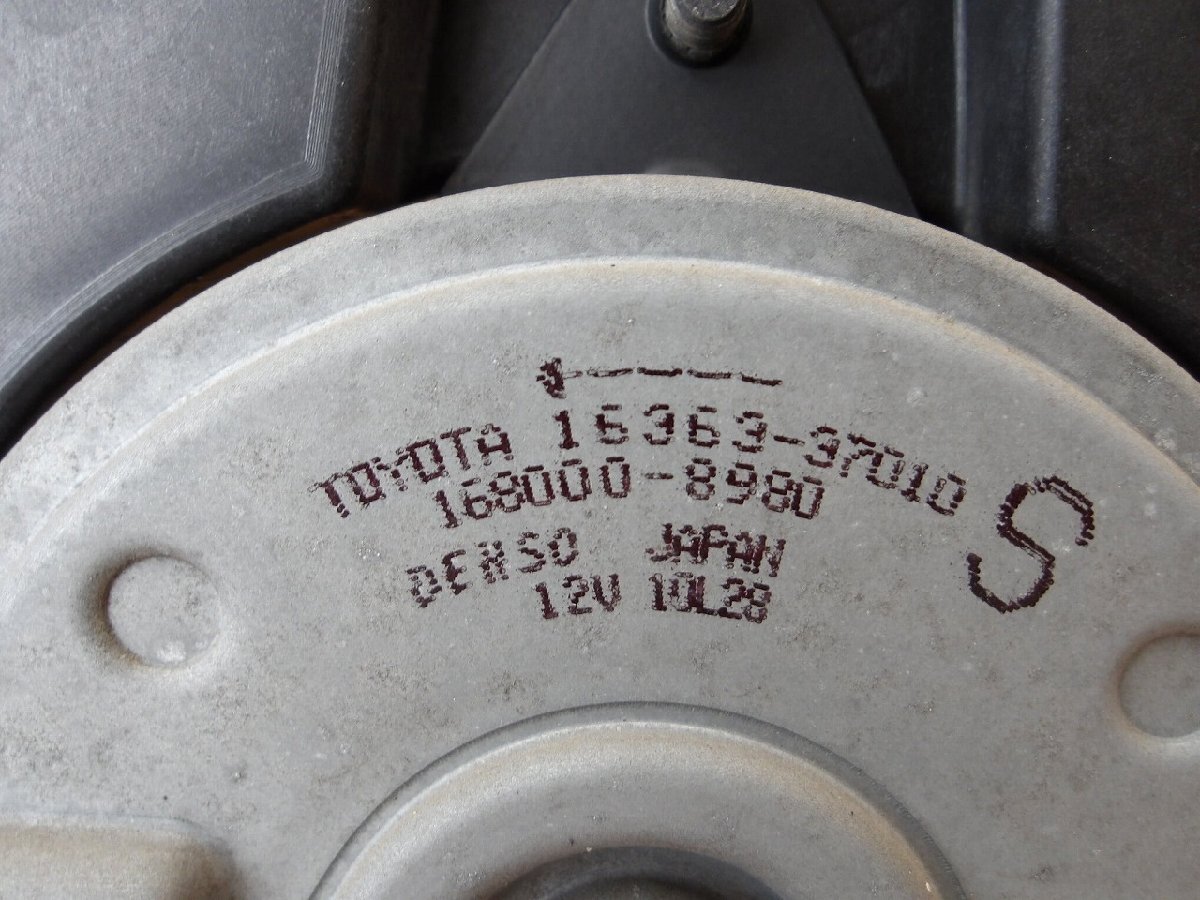 TOYOTA 16363-37010
168000-8980
S
DENSO JAPAN
12V 10L28